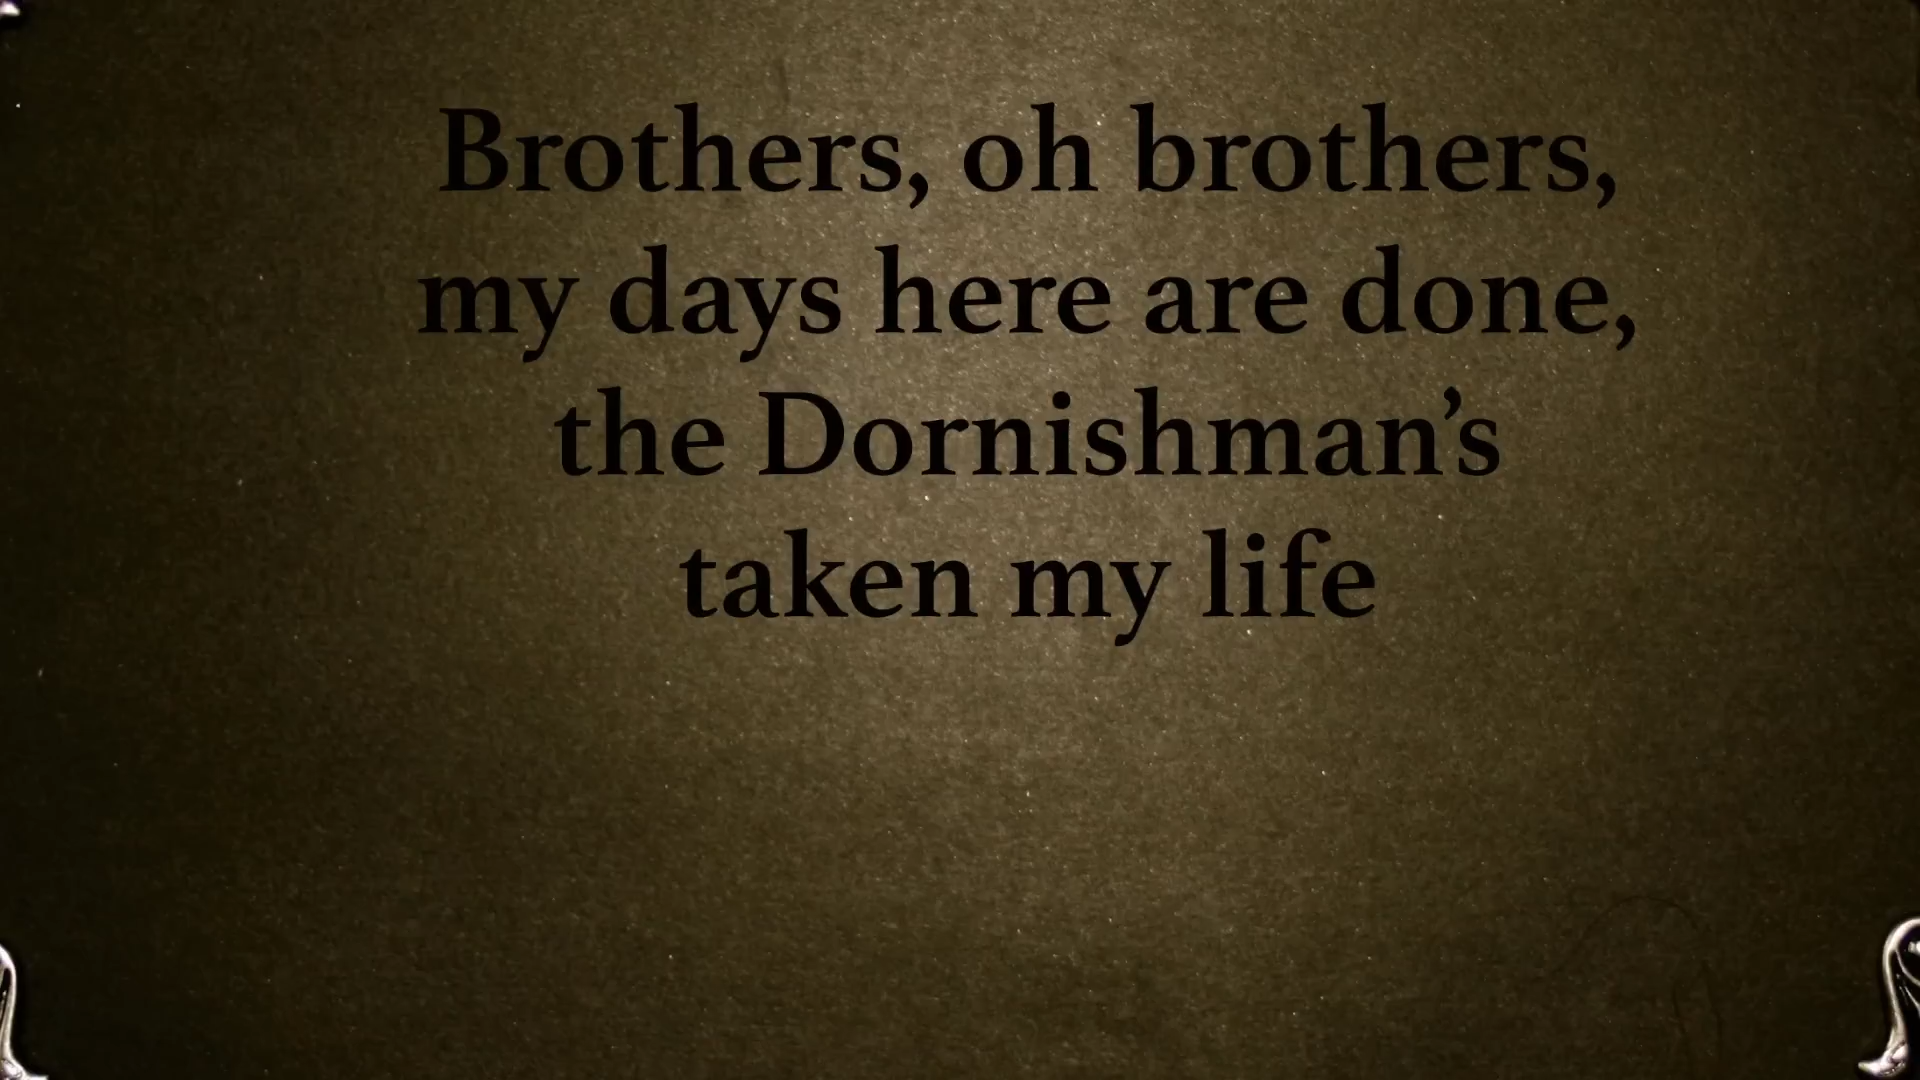 Brothers, oh brothers,
my days here are done,
the Dornishman’s
taken my life